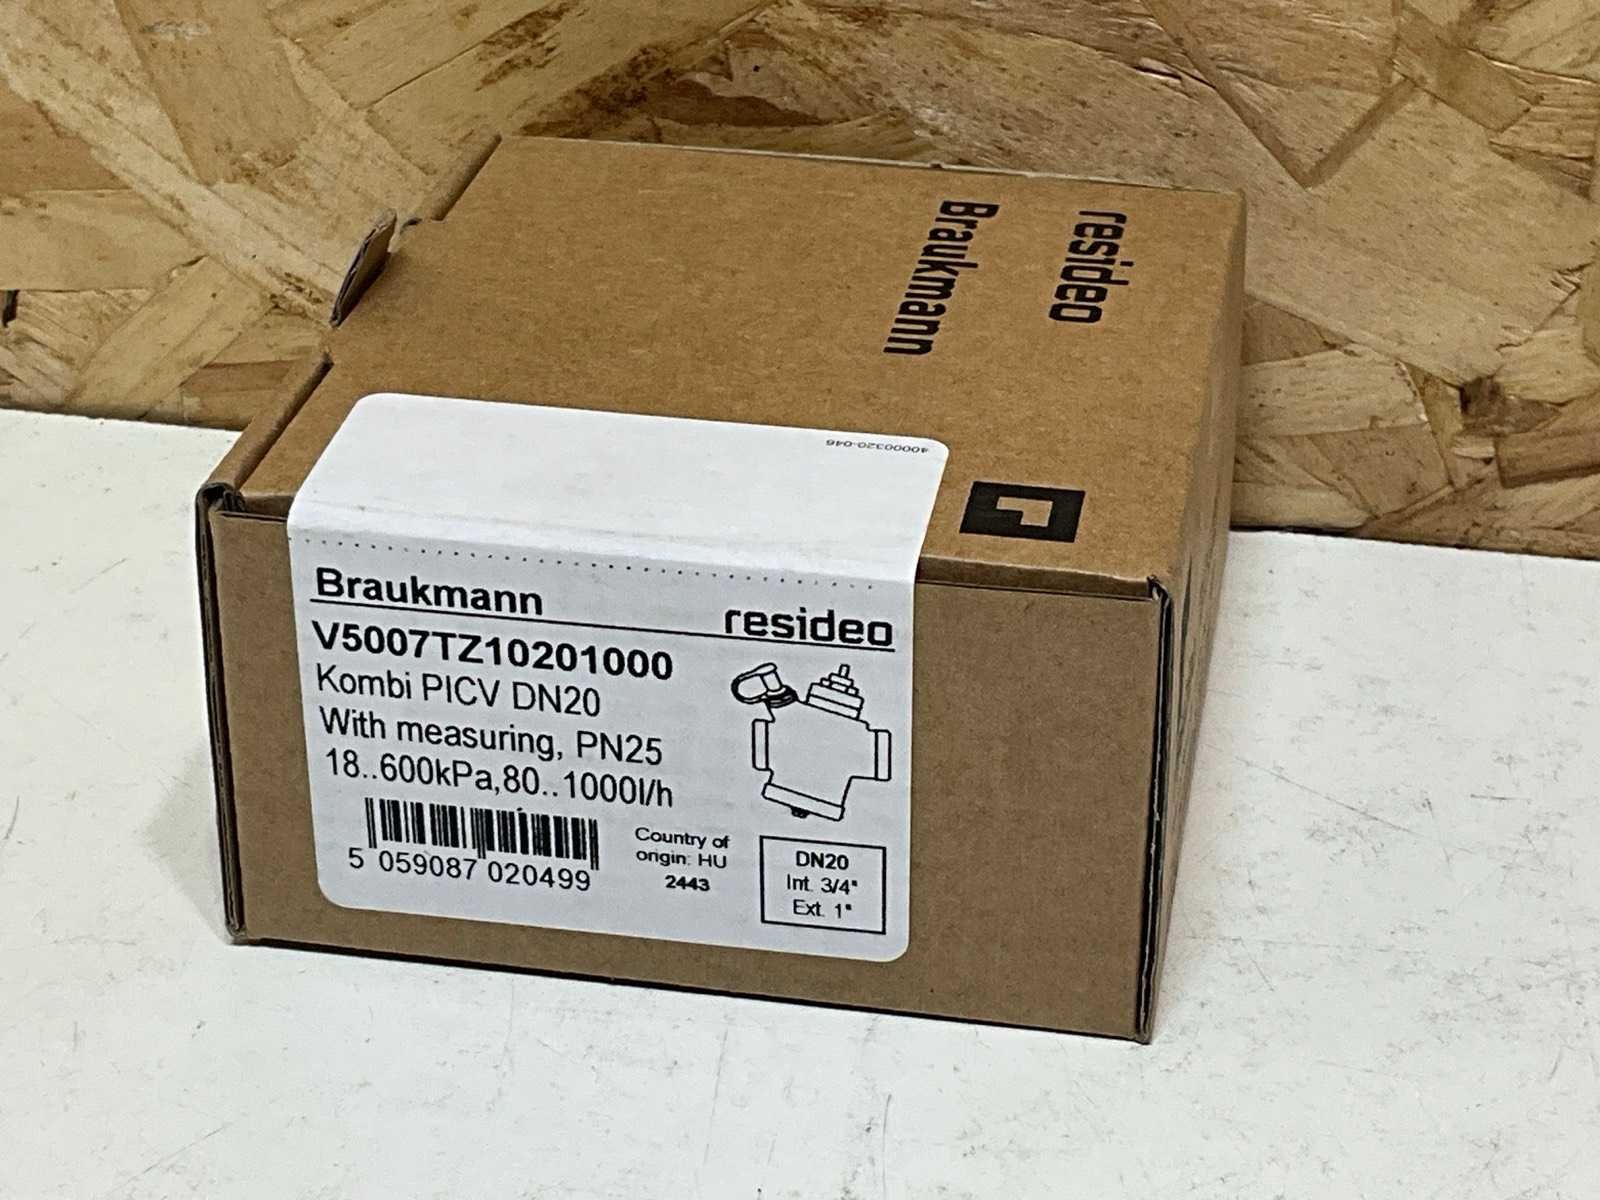 resideo
Braukmann
40000320-046
Braukmann
resideo
V5007TZ10201000
Kombi PICV DN20
With measuring, PN25
18..600kPa,80..1000l/h
5 059087 020499
Country of
origin: HU
2443
DN20
Int. 3/4"
Ext. 1"